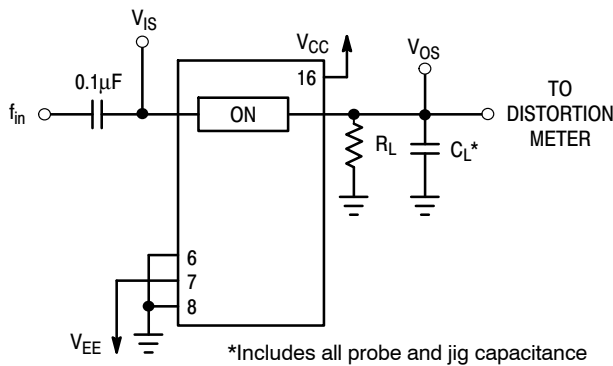 V_IS
V_CC
V_OS
16
0.1μF
f_in
ON
TO
DISTORTION
METER
R_L
C_L*
6
7
8
V_EE
*Includes all probe and jig capacitance